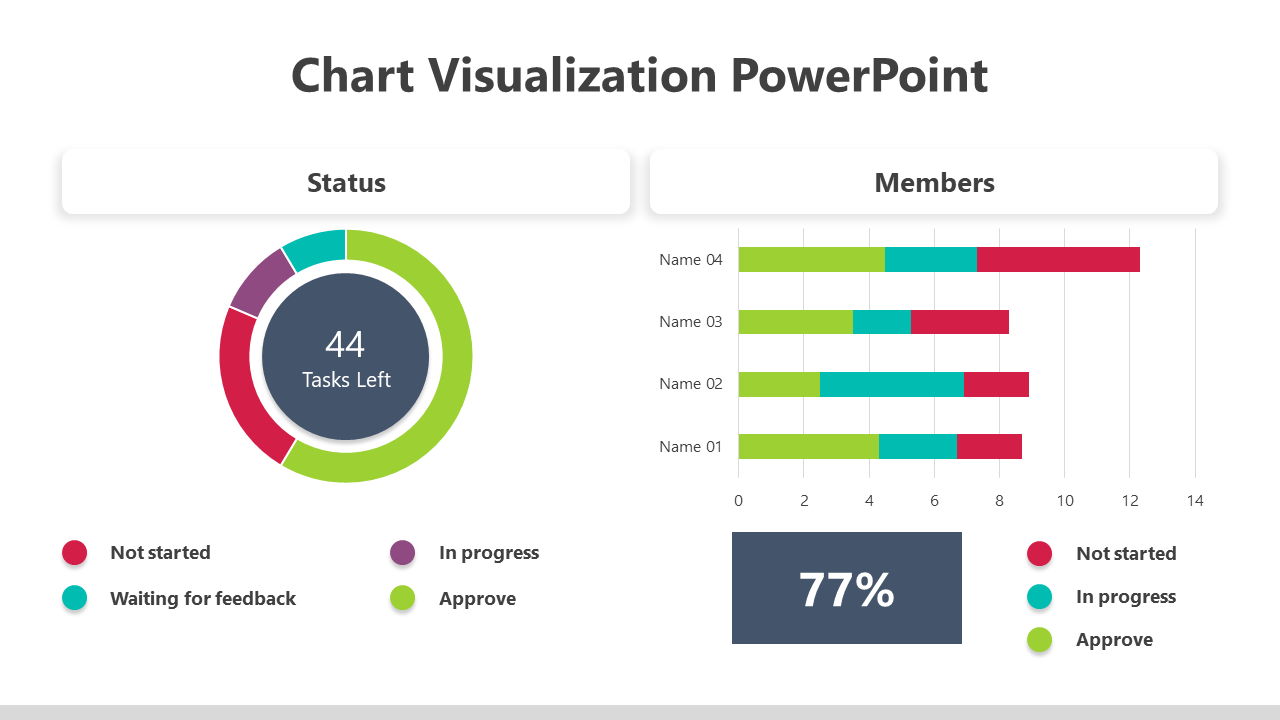 Chart Visualization PowerPoint
Status
44
Tasks Left
Not started
In progress
Waiting for feedback
Approve
Members
Name 04
Name 03
Name 02
Name 01
0 2 4 6 8 10 12 14
77%
Not started
In progress
Approve